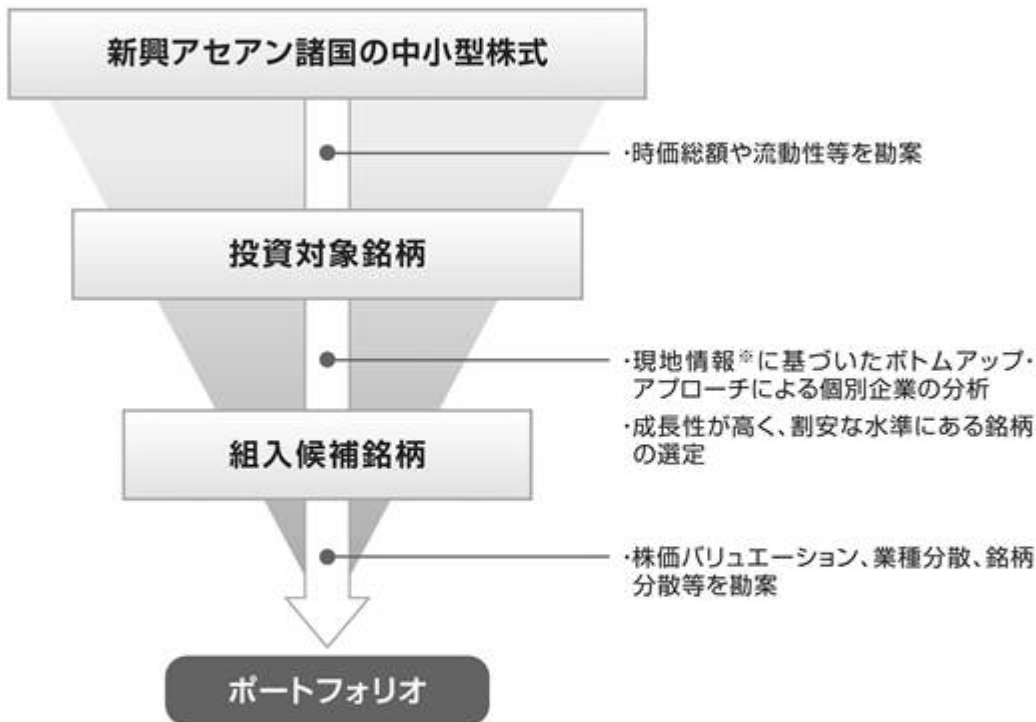 新興アセアン諸国の中小型株式
・時価総額や流動性等を勘案
投資対象銘柄
・現地情報※に基づいたボトムアップ・
アプローチによる個別企業の分析
・成長性が高く、割安な水準にある銘柄
の選定
組入候補銘柄
・株価バリュエーション、業種分散、銘柄
分散等を勘案
ポートフォリオ